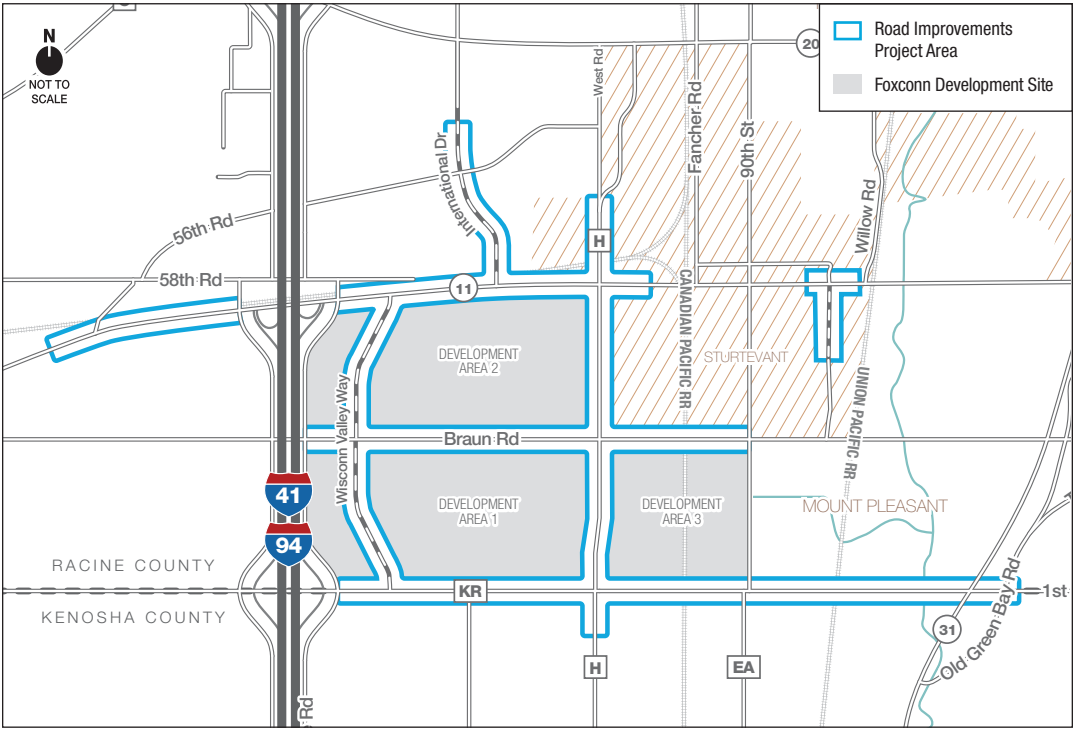 N
NOT TO
SCALE
Road Improvements
Project Area
Foxconn Development Site
20
West Rd
Fancher Rd
90th St
International Dr
Willow Rd
56th Rd
H
58th Rd
11
CANADIAN PACIFIC RR
DEVELOPMENT
AREA 2
STURTEVANT
UNION PACIFIC RR
Wisconn Valley Way
Braun Rd
41
DEVELOPMENT
AREA 1
DEVELOPMENT
AREA 3
MOUNT PLEASANT
94
RACINE COUNTY
KENOSHA COUNTY
KR
1st
Old Green Bay Rd
31
H
EA
Rd